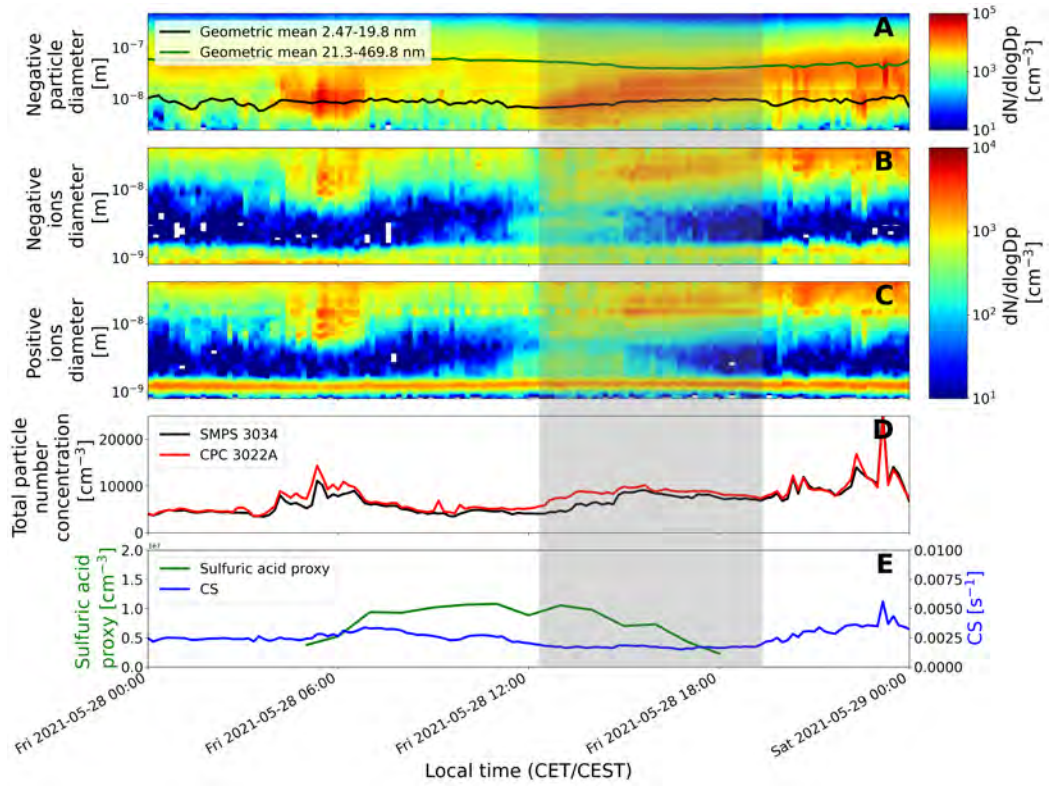 A
Geometric mean 2.47-19.8 nm
Geometric mean 21.3-469.8 nm
Negative
particle
diameter
[m]
10⁻⁷
10⁻⁸
10⁵
10³
10¹
dN/dlogDp
[cm⁻³]
B
Negative
ions
diameter
[m]
10⁻⁸
10⁻⁹
C
Positive
ions
diameter
[m]
10⁻⁸
10⁻⁹
10⁴
10³
10²
10¹
dN/dlogDp
[cm⁻³]
D
SMPS 3034
CPC 3022A
Total particle
number
concentration
[cm⁻³]
20000
10000
0
1e7
E
Sulfuric acid proxy
CS
Sulfuric acid
proxy [cm⁻³]
2.0
1.5
1.0
0.5
0.0
0.0100
0.0075
0.0050
0.0025
0.0000
CS [s⁻¹]
Fri 2021-05-28 00:00
Fri 2021-05-28 06:00
Fri 2021-05-28 12:00
Fri 2021-05-28 18:00
Sat 2021-05-29 00:00
Local time (CET/CEST)